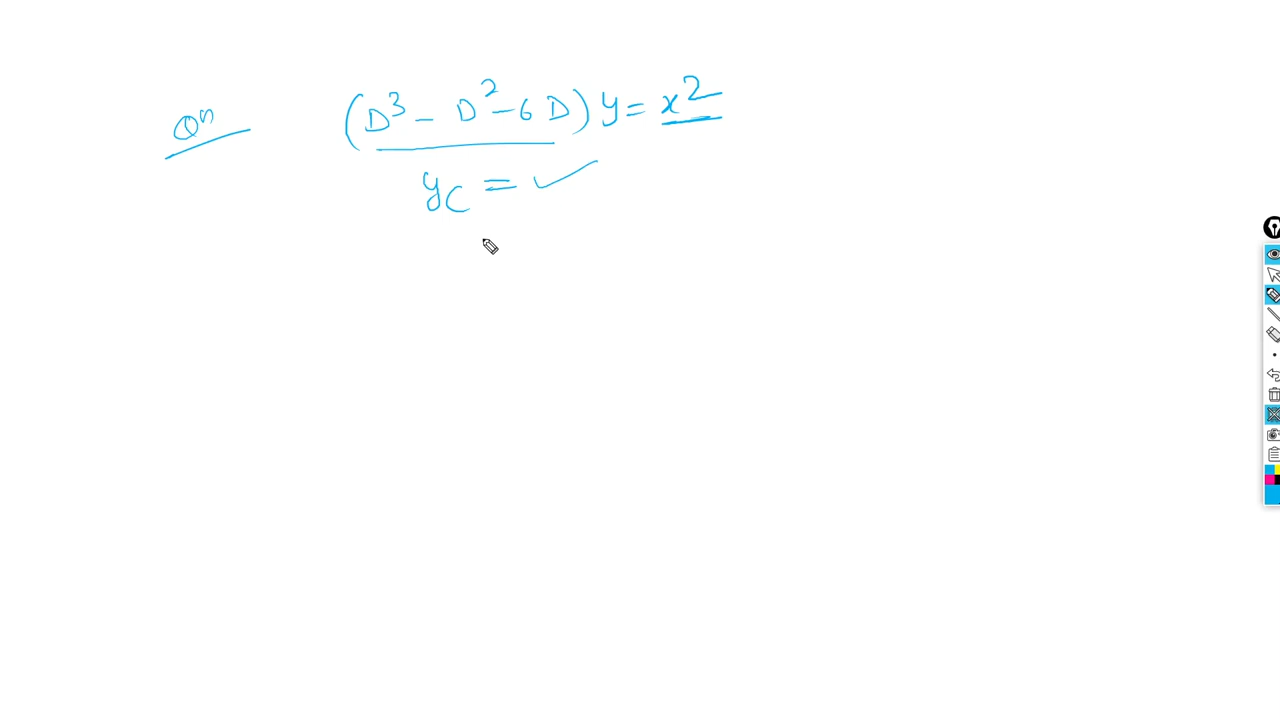 Qⁿ (D³ - D² - 6D) y = x²
y_C = ✓